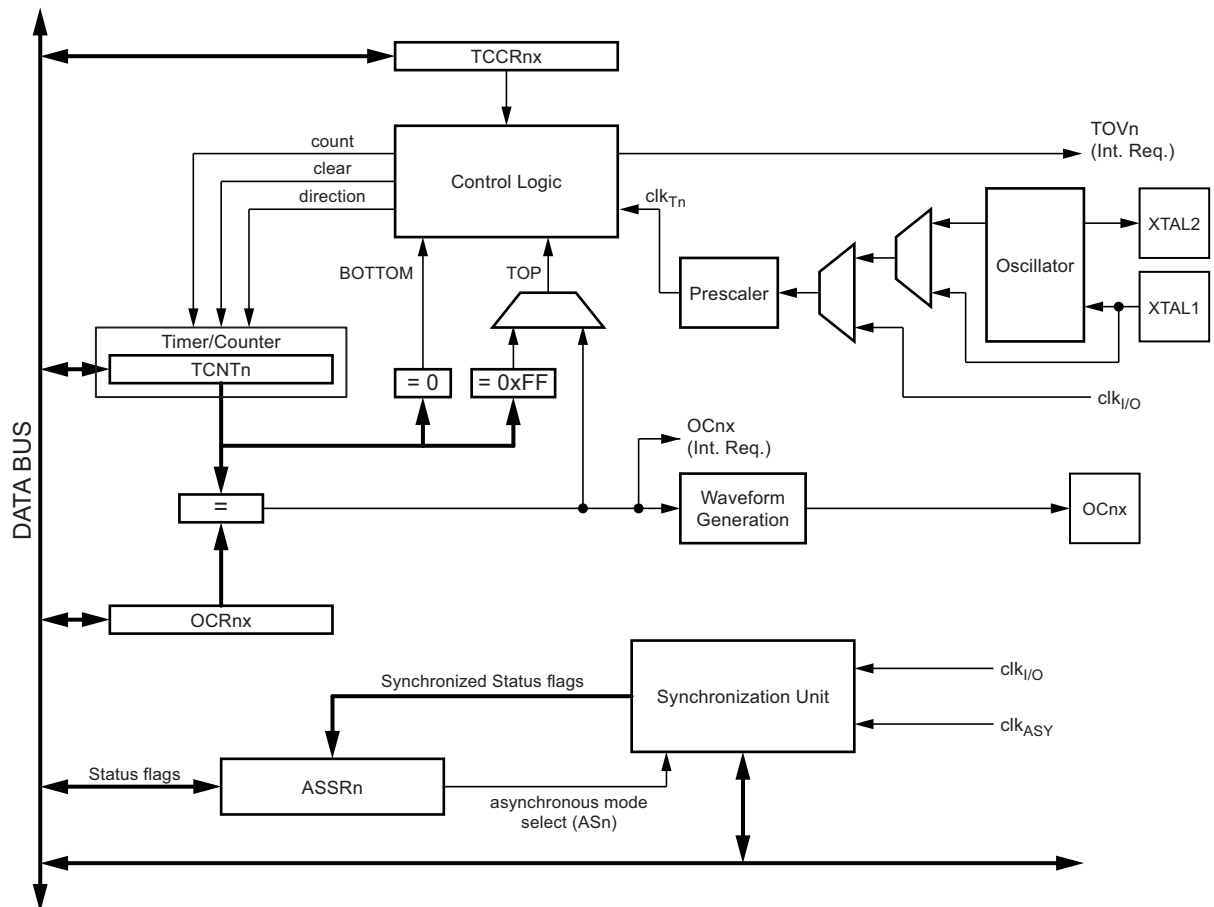 TCCRnx
count
clear
direction
Control Logic
TOVn
(Int. Req.)
clkTn
XTAL2
Oscillator
XTAL1
Prescaler
BOTTOM
TOP
Timer/Counter
TCNTn
= 0
= 0xFF
clkI/O
OCnx
(Int. Req.)
DATA BUS
=
Waveform
Generation
OCnx
OCRnx
Synchronized Status flags
Synchronization Unit
clkI/O
clkASY
Status flags
ASSRn
asynchronous mode
select (ASn)